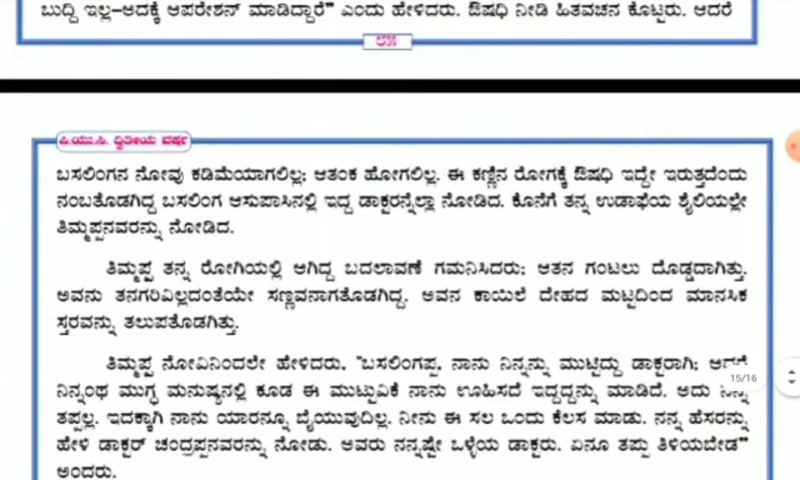 ಬುದ್ದಿ ಇಲ್ಲ–ಅದಕ್ಕೆ ಆಪರೇಶನ್ ಮಾಡಿದ್ದಾರೆ" ಎಂದು ಹೇಳಿದರು. ಔಷಧಿ ನೀಡಿ ಹಿತವಚನ ಕೊಟ್ಟರು. ಆದರೆ
ಪಿ.ಯು.ಸಿ. ದ್ವಿತೀಯ ವರ್ಷ
ಬಸಲಿಂಗನ ನೋವು ಕಡಿಮೆಯಾಗಲಿಲ್ಲ; ಆತಂಕ ಹೋಗಲಿಲ್ಲ. ಈ ಕಣ್ಣಿನ ರೋಗಕ್ಕೆ ಔಷಧಿ ಇದ್ದೇ ಇರುತ್ತದೆಂದು
ನಂಬತೊಡಗಿದ್ದ ಬಸಲಿಂಗ ಆಸುಪಾಸಿನಲ್ಲಿ ಇದ್ದ ಡಾಕ್ಟರನ್ನೆಲ್ಲಾ ನೋಡಿದ. ಕೊನೆಗೆ ತನ್ನ ಉಡಾಫೆಯ ಶೈಲಿಯಲ್ಲೇ
ತಿಮ್ಮಪ್ಪನವರನ್ನು ನೋಡಿದ.
ತಿಮ್ಮಪ್ಪ ತನ್ನ ರೋಗಿಯಲ್ಲಿ ಆಗಿದ್ದ ಬದಲಾವಣೆ ಗಮನಿಸಿದರು; ಆತನ ಗಂಟಲು ದೊಡ್ಡದಾಗಿತ್ತು.
ಅವನು ತನಗರಿವಿಲ್ಲದಂತೆಯೇ ಸಣ್ಣವನಾಗತೊಡಗಿದ್ದ. ಅವನ ಕಾಯಿಲೆ ದೇಹದ ಮಟ್ಟದಿಂದ ಮಾನಸಿಕ
ಸ್ತರವನ್ನು ತಲುಪತೊಡಗಿತ್ತು.
ತಿಮ್ಮಪ್ಪ ನೋವಿನಿಂದಲೇ ಹೇಳಿದರು, "ಬಸಲಿಂಗಪ್ಪ, ನಾನು ನಿನ್ನನ್ನು ಮುಟ್ಟಿದ್ದು ಡಾಕ್ಟರಾಗಿ; ಆದರೆ
15/16
ನಿನ್ನಂಥ ಮುಗ್ಧ ಮನುಷ್ಯನಲ್ಲಿ ಕೂಡ ಈ ಮುಟ್ಟುವಿಕೆ ನಾನು ಊಹಿಸದೆ ಇದ್ದದ್ದನ್ನು ಮಾಡಿದೆ. ಅದು ನಿನ್ನ
ತಪ್ಪಲ್ಲ. ಇದಕ್ಕಾಗಿ ನಾನು ಯಾರನ್ನೂ ಬೈಯುವುದಿಲ್ಲ. ನೀನು ಈ ಸಲ ಒಂದು ಕೆಲಸ ಮಾಡು. ನನ್ನ ಹೆಸರನ್ನು
ಹೇಳಿ ಡಾಕ್ಟರ್ ಚಂದ್ರಪ್ಪನವರನ್ನು ನೋಡು. ಅವರು ನನ್ನಷ್ಟೇ ಒಳ್ಳೆಯ ಡಾಕ್ಟರು. ಏನೂ ತಪ್ಪು ತಿಳಿಯಬೇಡ"
ಅಂದರು.